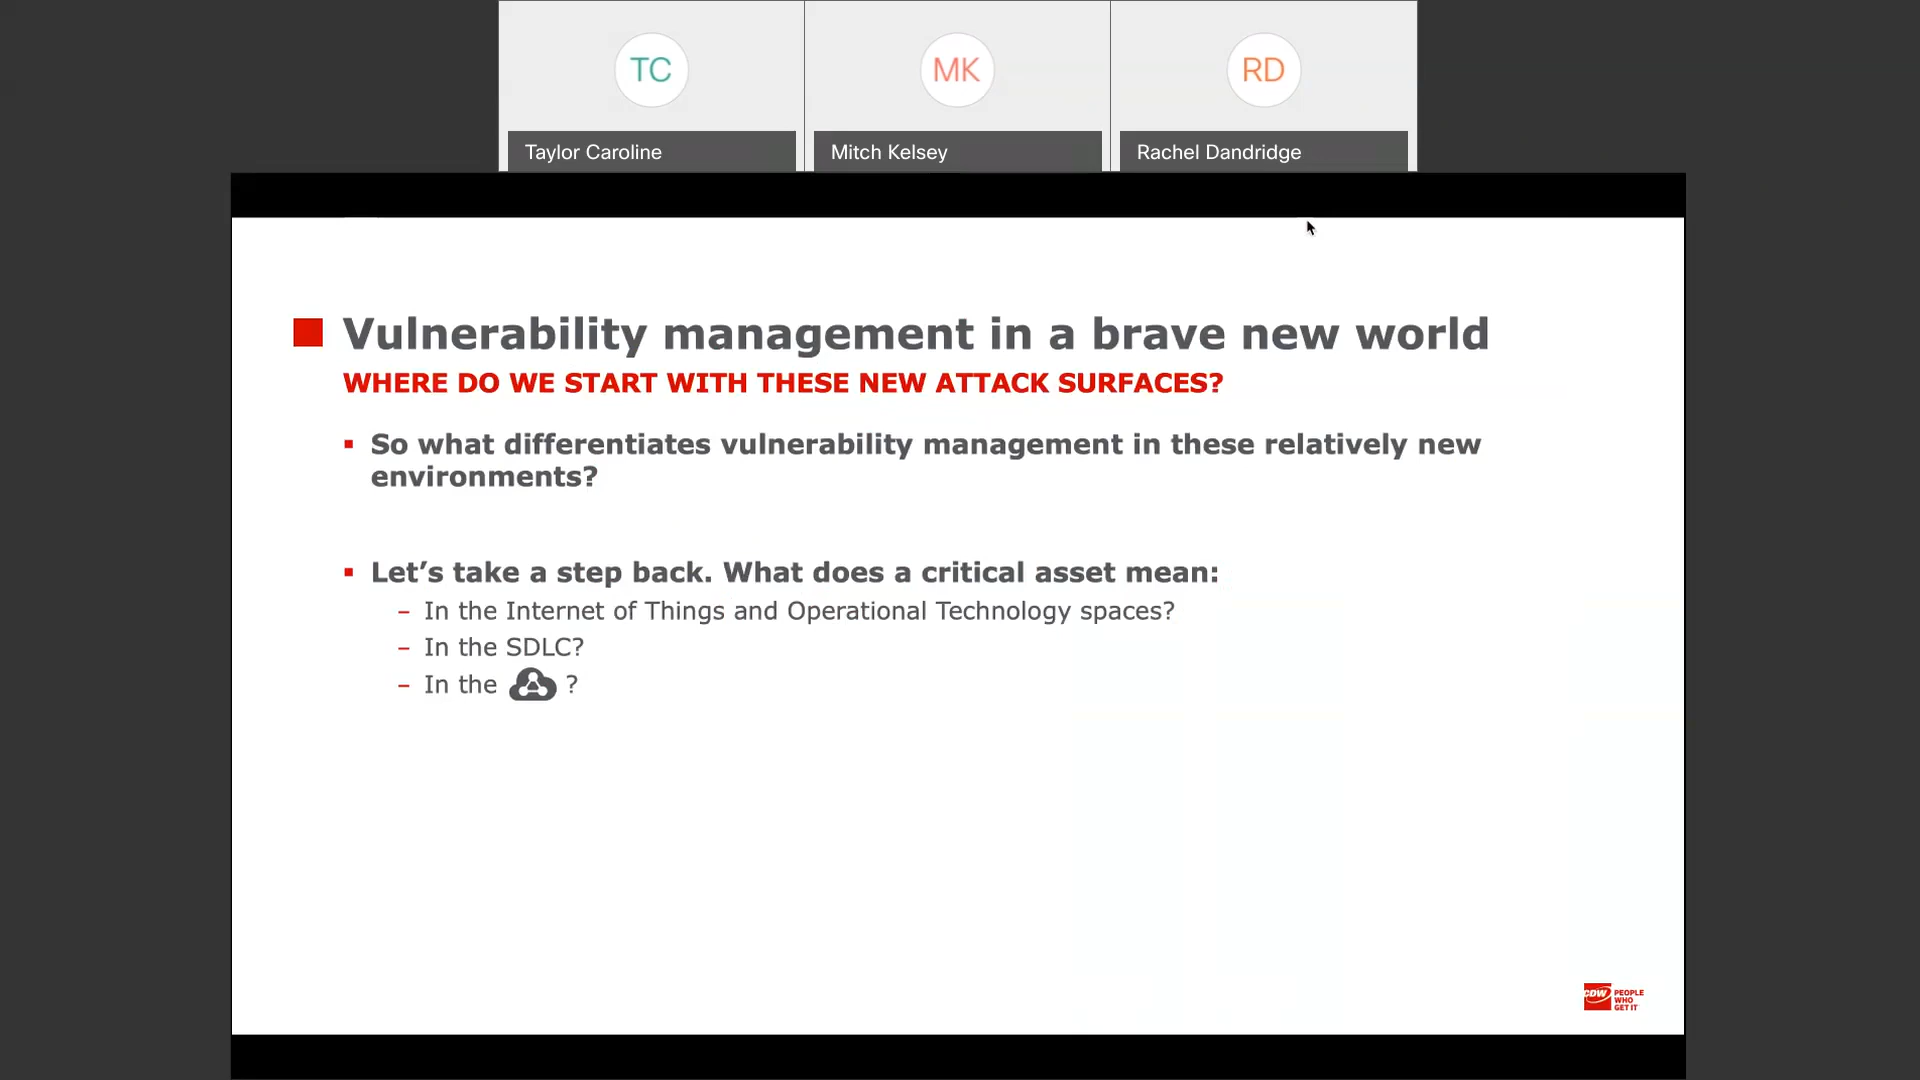 TC
MK
RD
Taylor Caroline
Mitch Kelsey
Rachel Dandridge
Vulnerability management in a brave new world
WHERE DO WE START WITH THESE NEW ATTACK SURFACES?
So what differentiates vulnerability management in these relatively new
environments?
Let’s take a step back. What does a critical asset mean:
– In the Internet of Things and Operational Technology spaces?
– In the SDLC?
– In the ?
CDW
PEOPLE
WHO
GET IT